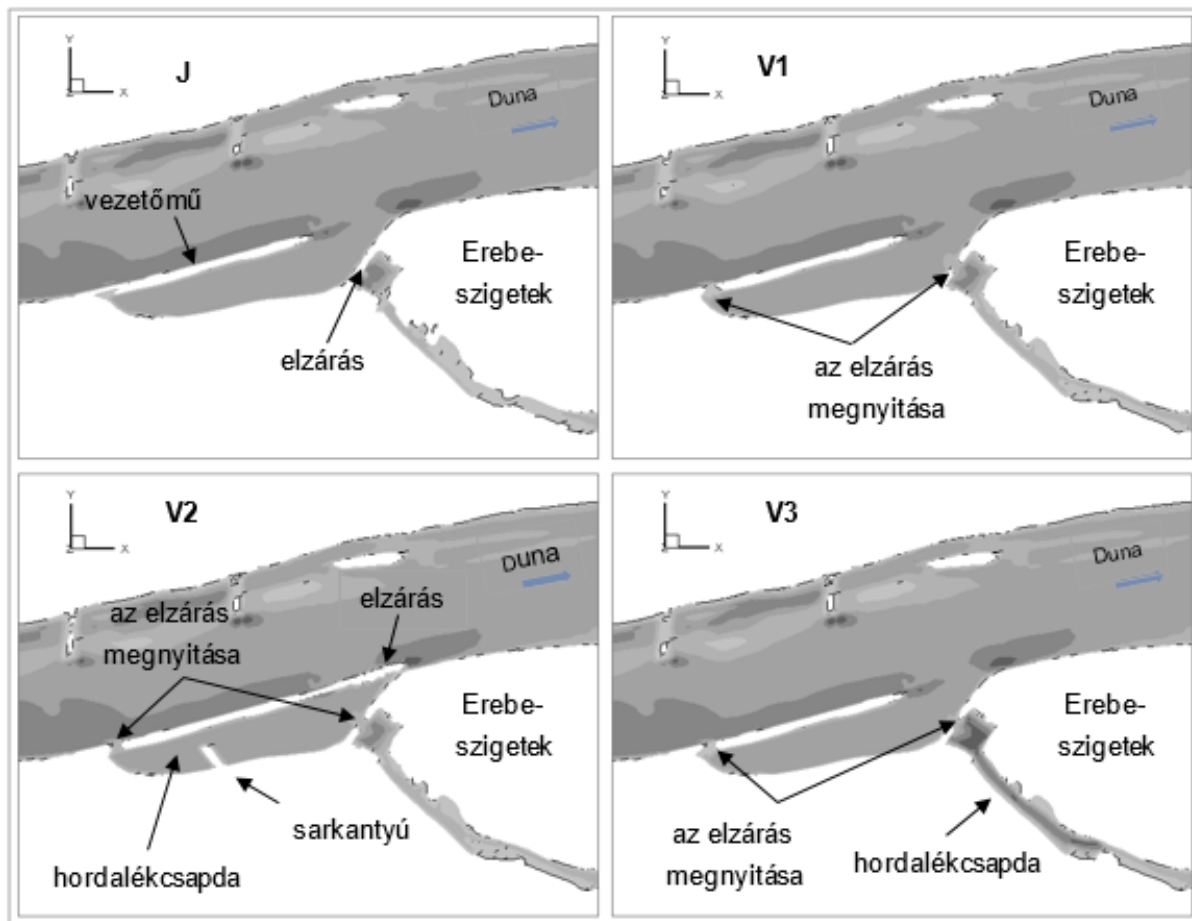 J
Y
Z
X
Duna
vezetőmű
Erebe-
szigetek
elzárás
V1
Y
Z
X
Duna
Erebe-
szigetek
az elzárás
megnyitása
V2
Y
Z
X
Duna
az elzárás
megnyitása
elzárás
Erebe-
szigetek
sarkantyú
hordalékcsapda
V3
Y
Z
X
Duna
Erebe-
szigetek
az elzárás
megnyitása
hordalékcsapda